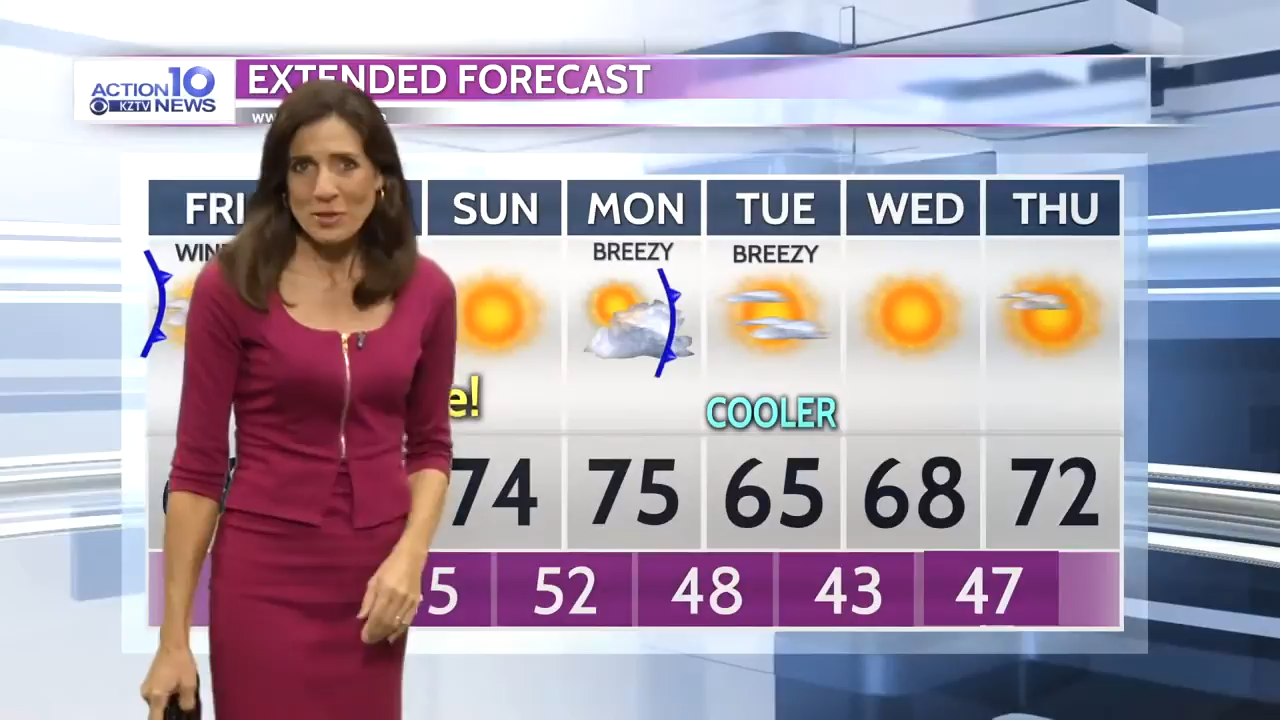 ACTION 10
KZTV NEWS
EXTENDED FORECAST
FRI SUN MON TUE WED THU
BREEZY BREEZY
COOLER
74 75 65 68 72
52 48 43 47